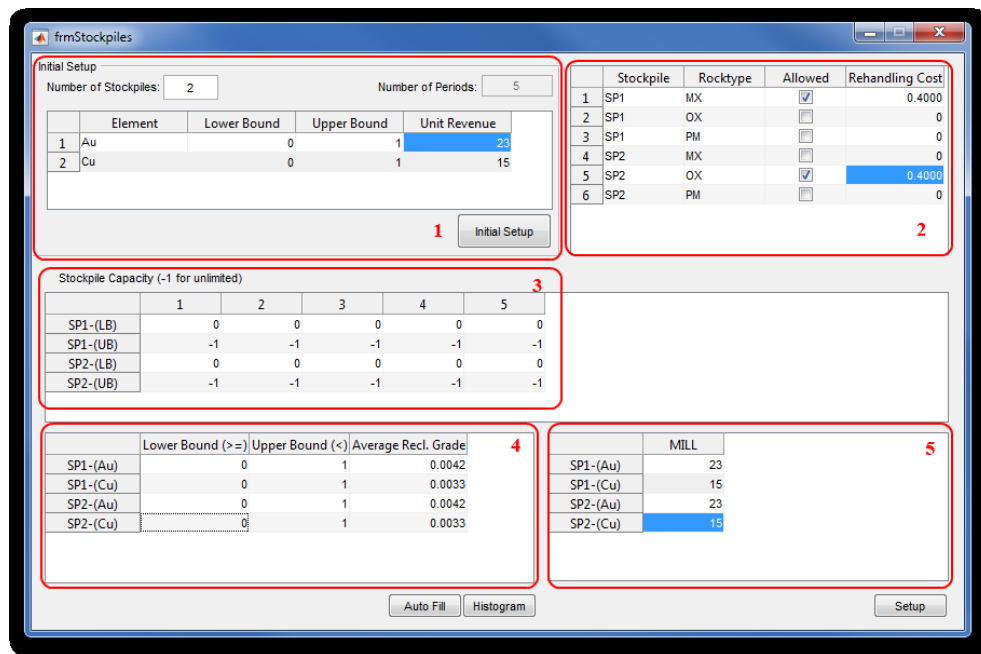 frmStockpiles
Initial Setup
Number of Stockpiles: 2 Number of Periods: 5
Element Lower Bound Upper Bound Unit Revenue
1 Au 0 1 23
2 Cu 0 1 15
1 Initial Setup
Stockpile Rocktype Allowed Rehandling Cost
1 SP1 MX 0.4000
2 SP1 OX 0
3 SP1 PM 0
4 SP2 MX 0
5 SP2 OX 0.4000
6 SP2 PM 0
2
Stockpile Capacity (-1 for unlimited)
3
1 2 3 4 5
SP1-(LB) 0 0 0 0 0
SP1-(UB) -1 -1 -1 -1 -1
SP2-(LB) 0 0 0 0 0
SP2-(UB) -1 -1 -1 -1 -1
Lower Bound (>=) Upper Bound (<) Average Recl. Grade 4
SP1-(Au) 0 1 0.0042
SP1-(Cu) 0 1 0.0033
SP2-(Au) 0 1 0.0042
SP2-(Cu) 0 1 0.0033
MILL 5
SP1-(Au) 23
SP1-(Cu) 15
SP2-(Au) 23
SP2-(Cu) 15
Auto Fill Histogram Setup